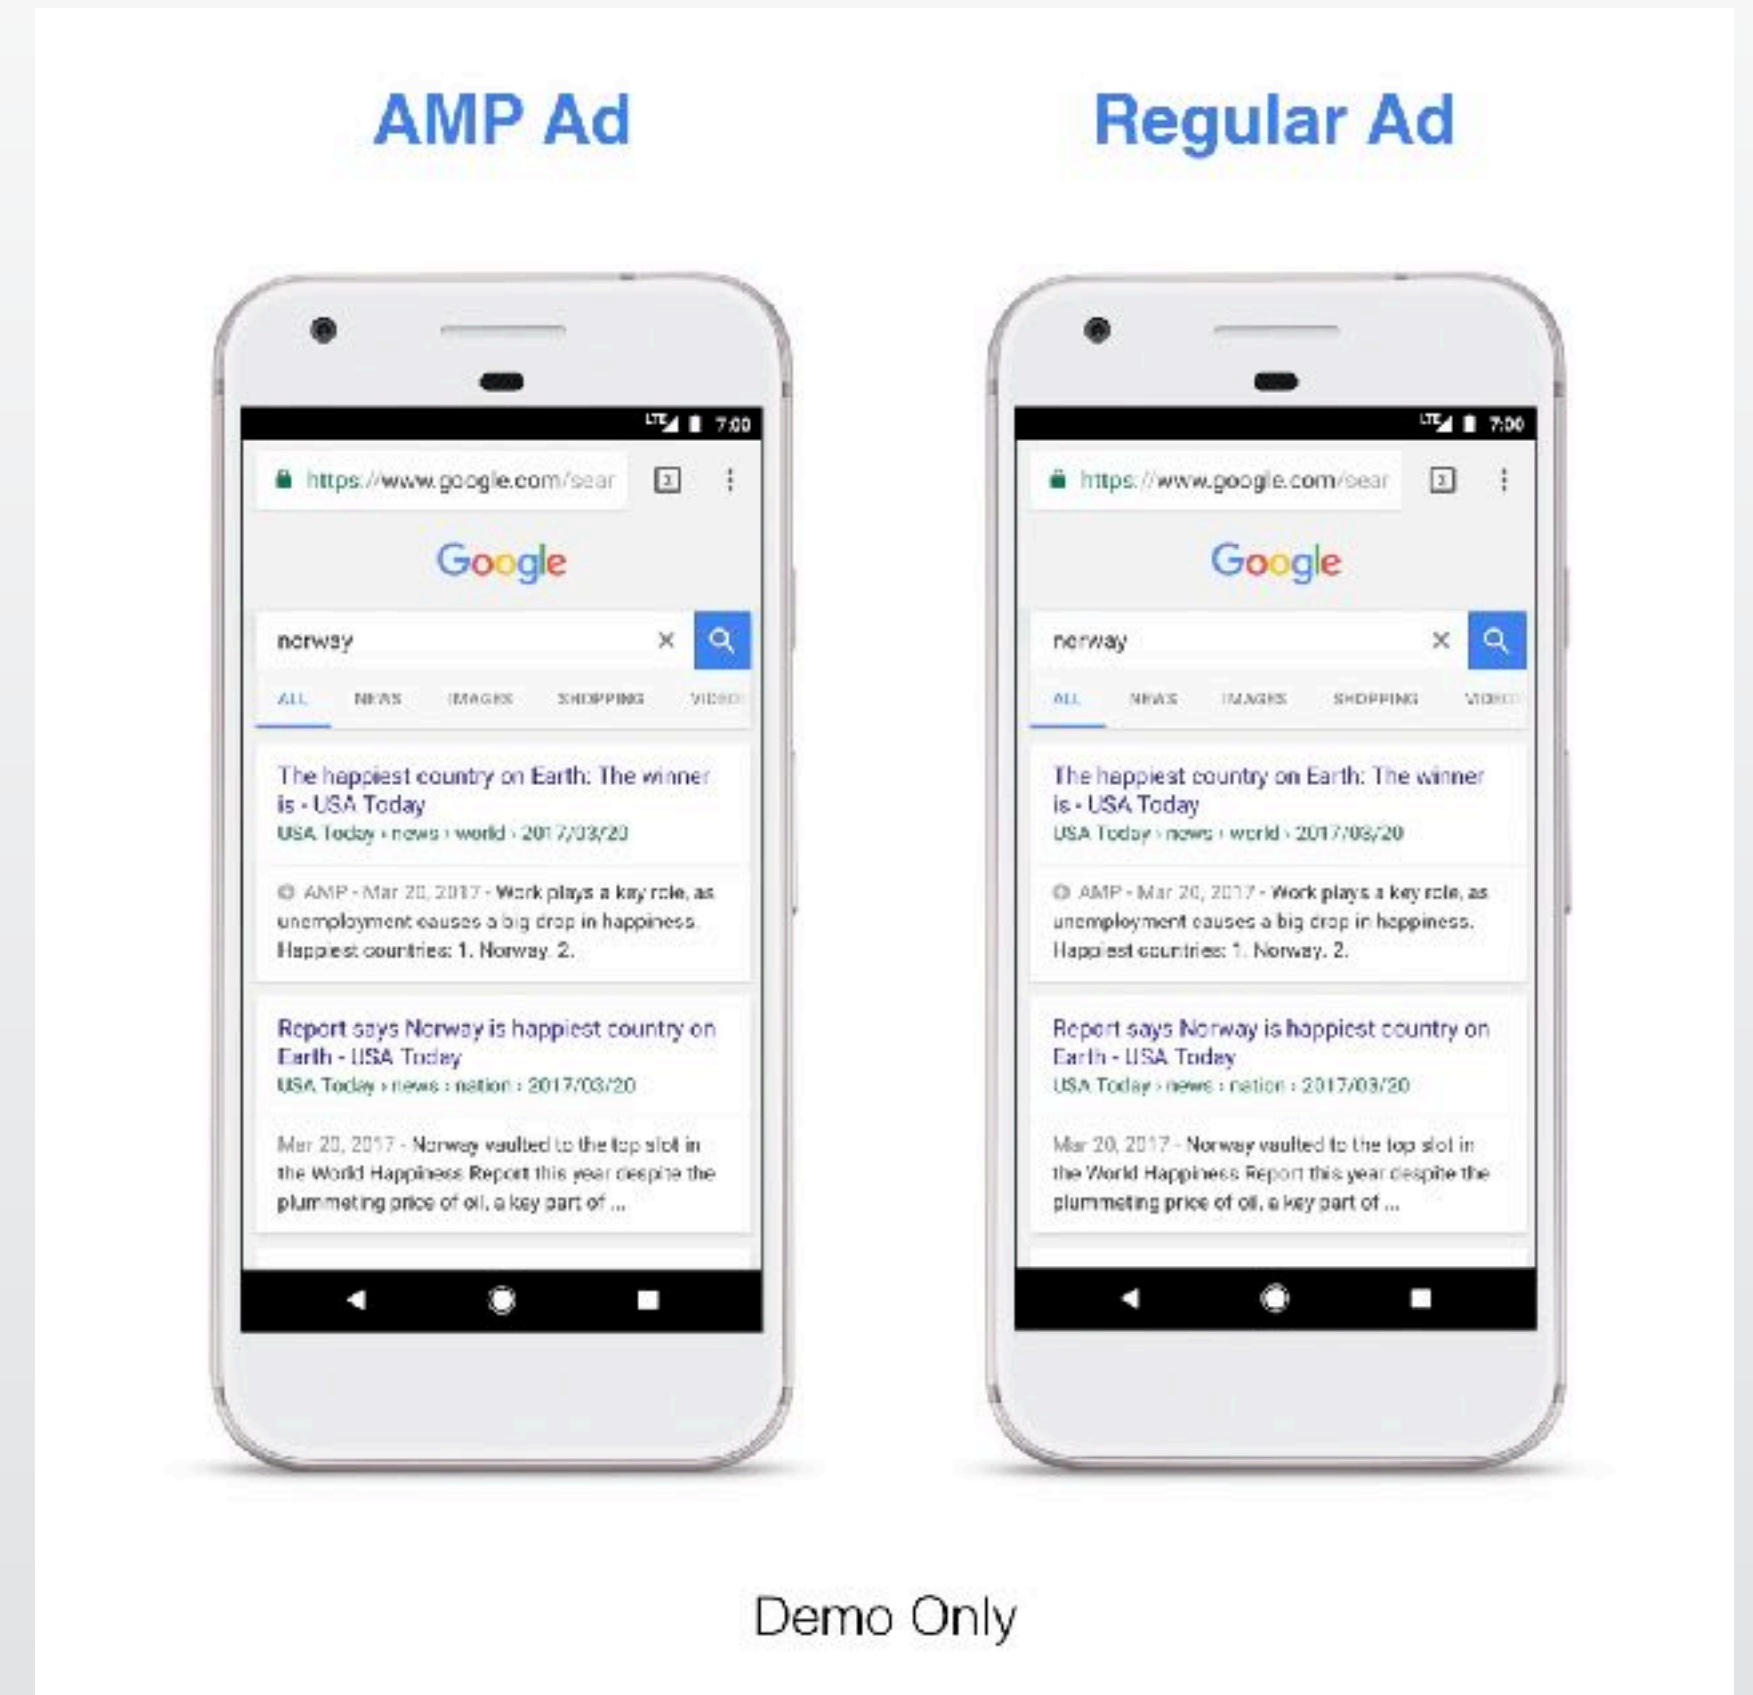 AMP Ad
Regular Ad
LTE 7:00
https://www.google.com/sear
Google
norway
ALL NEWS IMAGES SHOPPING VIDEO
The happiest country on Earth: The winner
is - USA Today
USA Today › news › world › 2017/03/20
AMP - Mar 20, 2017 - Work plays a key role, as
unemployment causes a big drop in happiness.
Happiest countries: 1. Norway. 2.
Report says Norway is happiest country on
Earth - USA Today
USA Today › news › nation › 2017/03/20
Mar 20, 2017 - Norway vaulted to the top slot in
the World Happiness Report this year despite the
plummeting price of oil, a key part of ...
LTE 7:00
https://www.google.com/sear
Google
norway
ALL NEWS IMAGES SHOPPING VIDEO
The happiest country on Earth: The winner
is - USA Today
USA Today › news › world › 2017/03/20
AMP - Mar 20, 2017 - Work plays a key role, as
unemployment causes a big drop in happiness.
Happiest countries: 1. Norway. 2.
Report says Norway is happiest country on
Earth - USA Today
USA Today › news › nation › 2017/03/20
Mar 20, 2017 - Norway vaulted to the top slot in
the World Happiness Report this year despite the
plummeting price of oil, a key part of ...
Demo Only